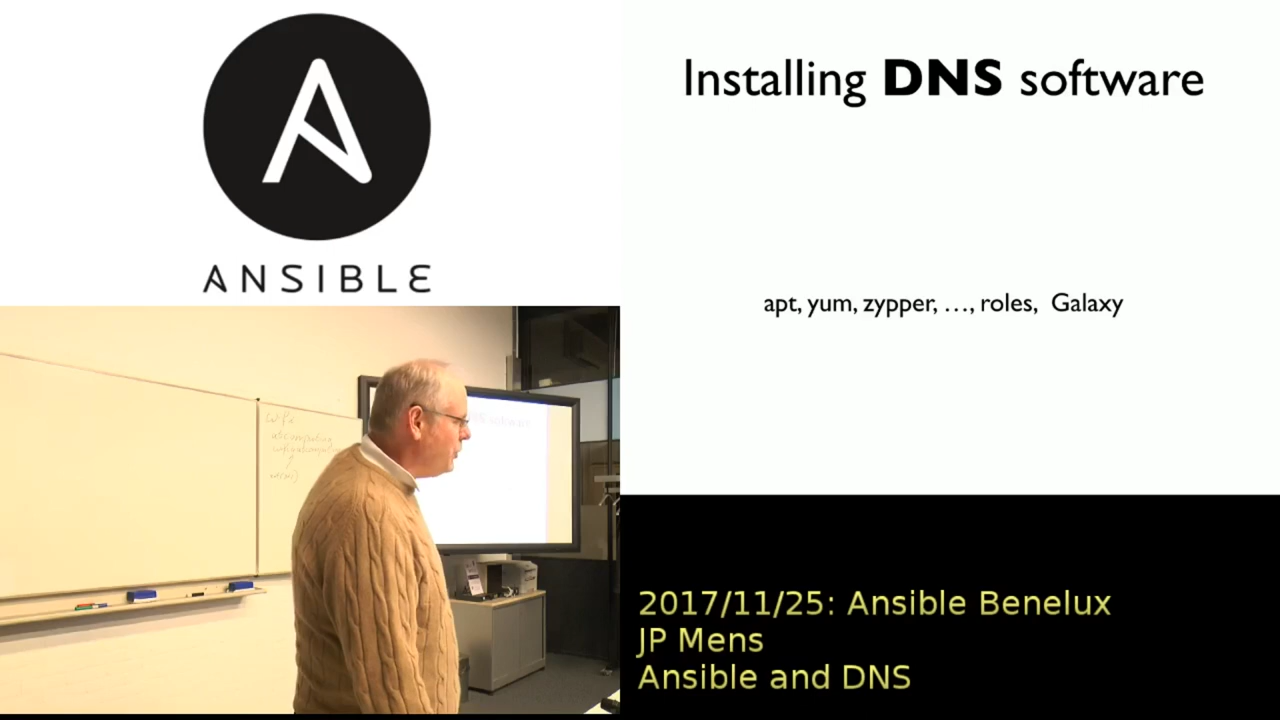 ANSIBLE
Installing DNS software
apt, yum, zypper, ..., roles, Galaxy
2017/11/25: Ansible Benelux
JP Mens
Ansible and DNS